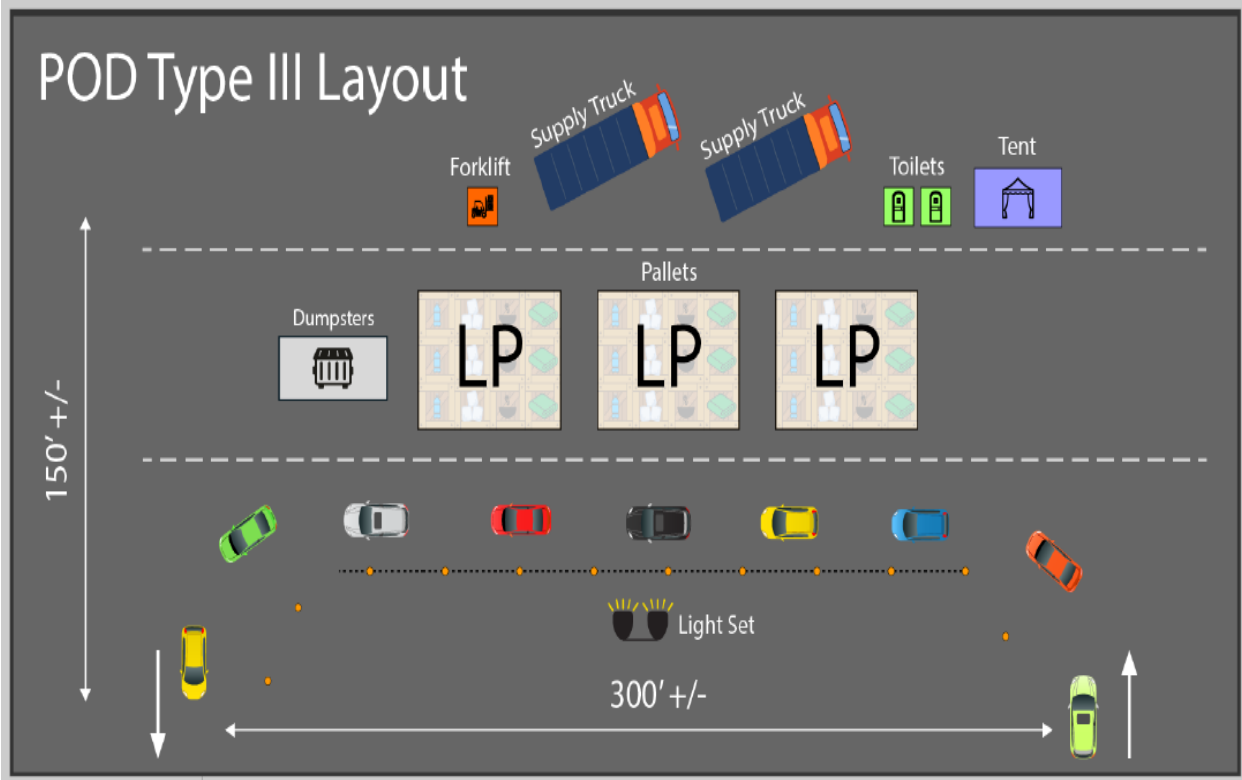 POD Type III Layout
Supply Truck
Supply Truck
Forklift
Toilets
Tent
Pallets
Dumpsters
LP
LP
LP
150' +/-
Light Set
300' +/-